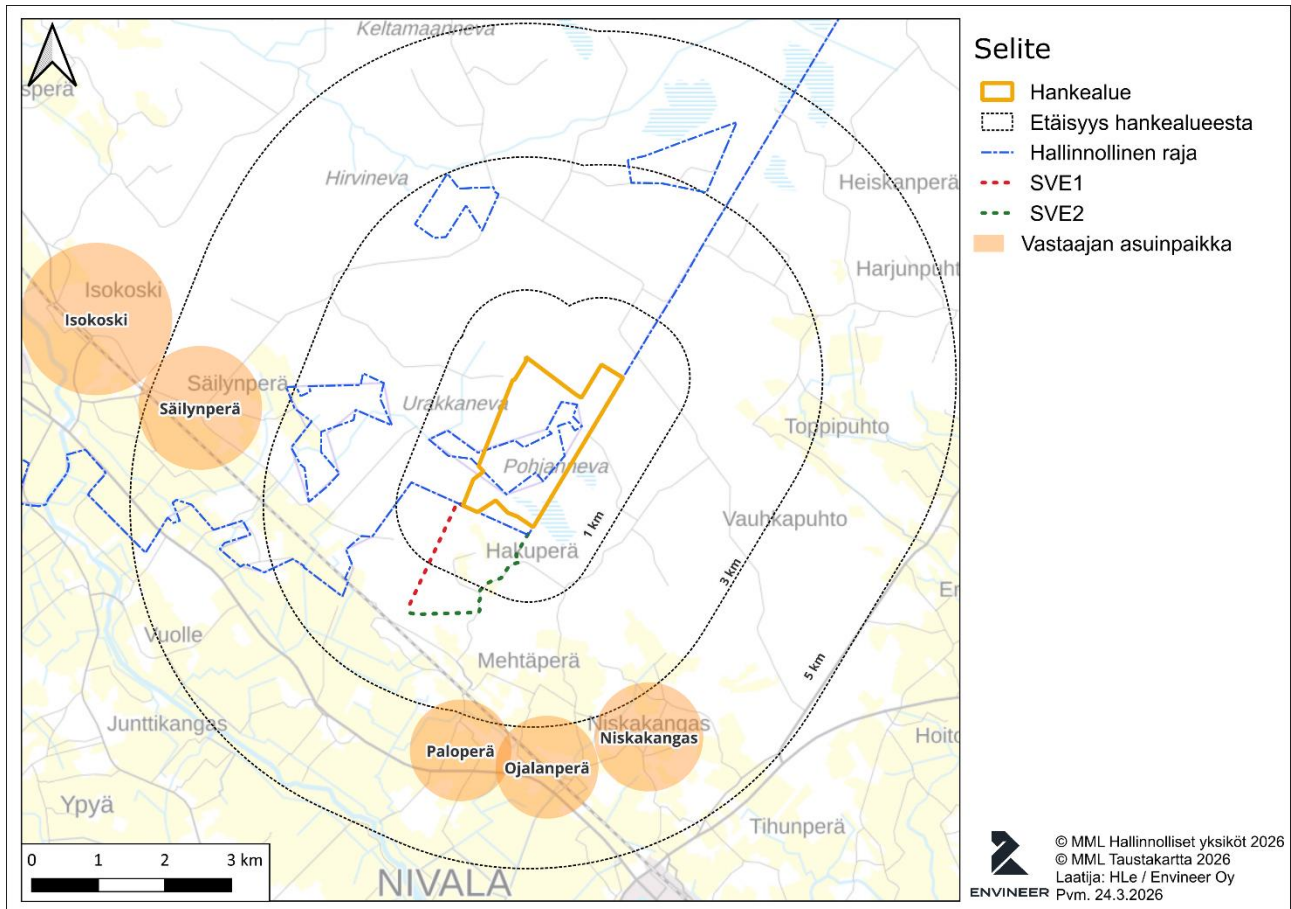 Keltamaanneva
sperä
Hirvineva
Heiskanperä
Harjunpuht
Isokoski
Isokoski
Säilynperä
Säilynperä
Urakkaneva
Toppipuhto
Pohjanneva
Vauhkapuhto
1 km
Hakuperä
3 km
Er
Vuolle
Mehtäperä
5 km
Junttikangas
Niskakangas
Niskakangas
Hoito
Paloperä
Ojalanperä
Ypyä
Tihunperä
0 1 2 3 km
NIVALA
Selite
Hankealue
Etäisyys hankealueesta
Hallinnollinen raja
SVE1
SVE2
Vastaajan asuinpaikka
ENVINEER
© MML Hallinnolliset yksiköt 2026
© MML Taustakartta 2026
Laatija: HLe / Envineer Oy
Pvm. 24.3.2026